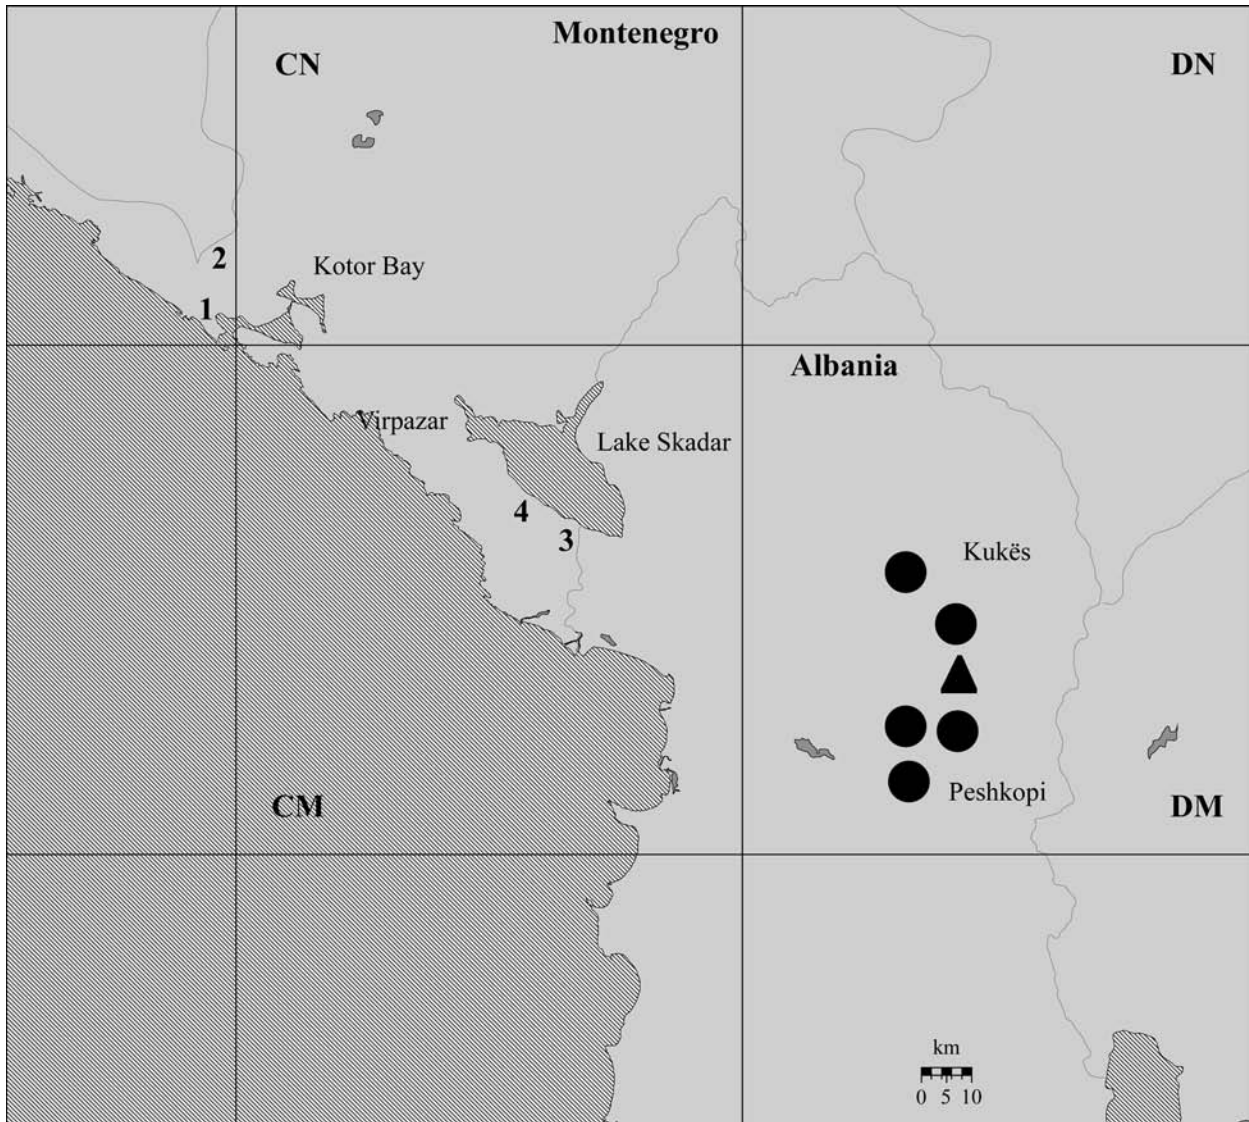 Montenegro
CN
DN
2
Kotor Bay
1
Albania
Virpazar
Lake Skadar
4
3
Kukës
Peshkopi
CM
DM
km
0 5 10